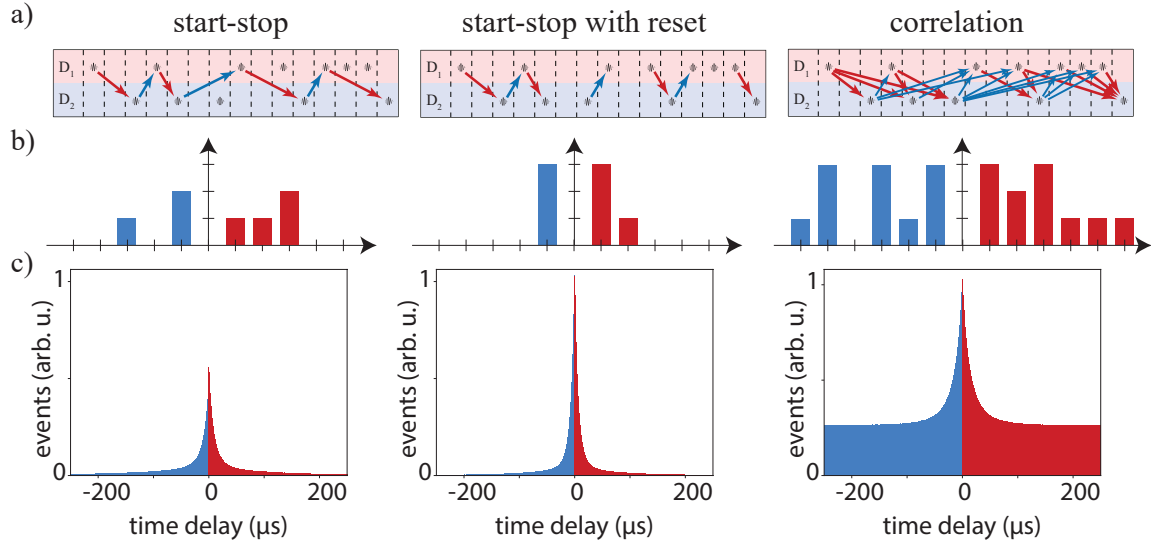 a) start-stop start-stop with reset correlation
D1 D1 D1
D2 D2 D2
b)
c)
1 1 1
events (arb. u.) events (arb. u.) events (arb. u.)
0 0 0
-200 0 200 -200 0 200 -200 0 200
time delay (μs) time delay (μs) time delay (μs)